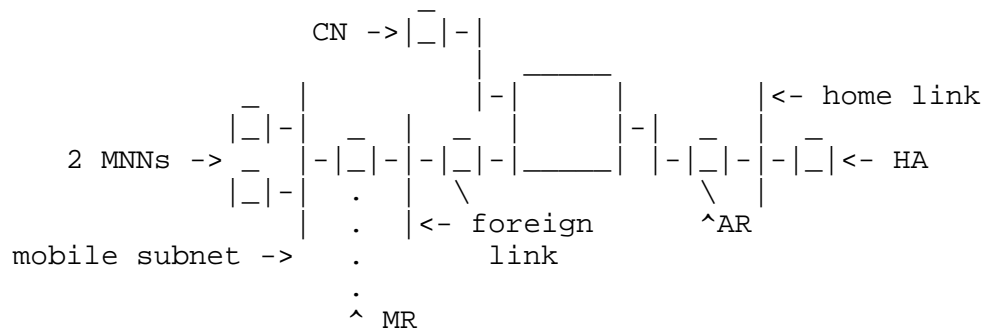 CN ->
<- home link
2 MNNs -> <- HA
<- foreign ^AR
mobile subnet -> link
^ MR